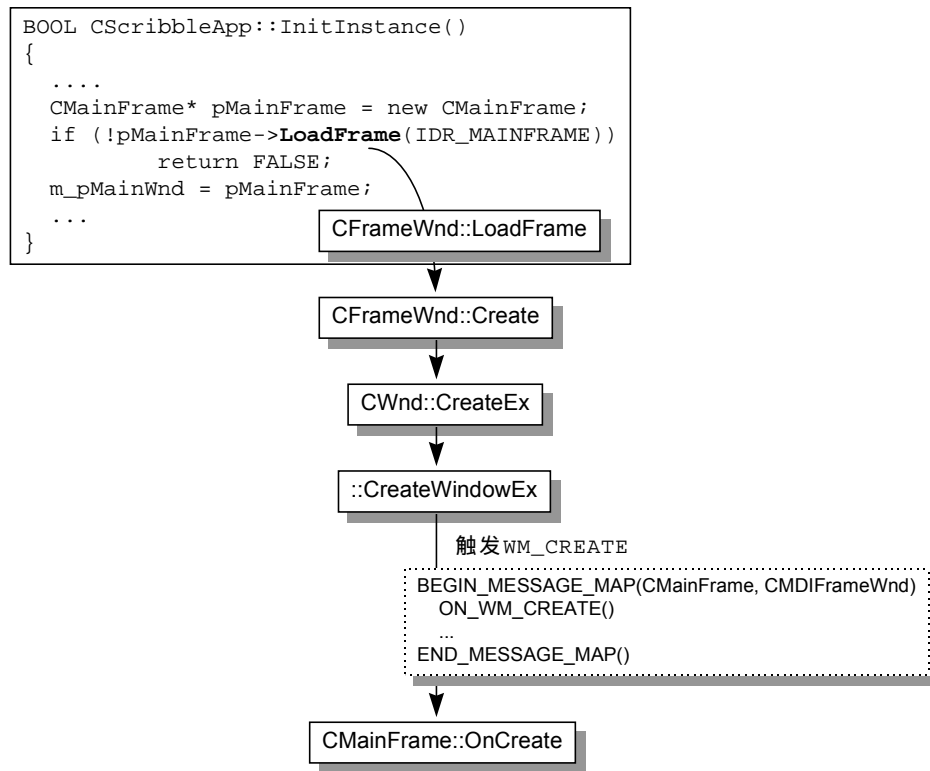 BOOL CScribbleApp::InitInstance()
{
....
CMainFrame* pMainFrame = new CMainFrame;
if (!pMainFrame->LoadFrame(IDR_MAINFRAME))
return FALSE;
m_pMainWnd = pMainFrame;
...
}
CFrameWnd::LoadFrame
CFrameWnd::Create
CWnd::CreateEx
::CreateWindowEx
触发WM_CREATE
BEGIN_MESSAGE_MAP(CMainFrame, CMDIFrameWnd)
ON_WM_CREATE()
...
END_MESSAGE_MAP()
CMainFrame::OnCreate